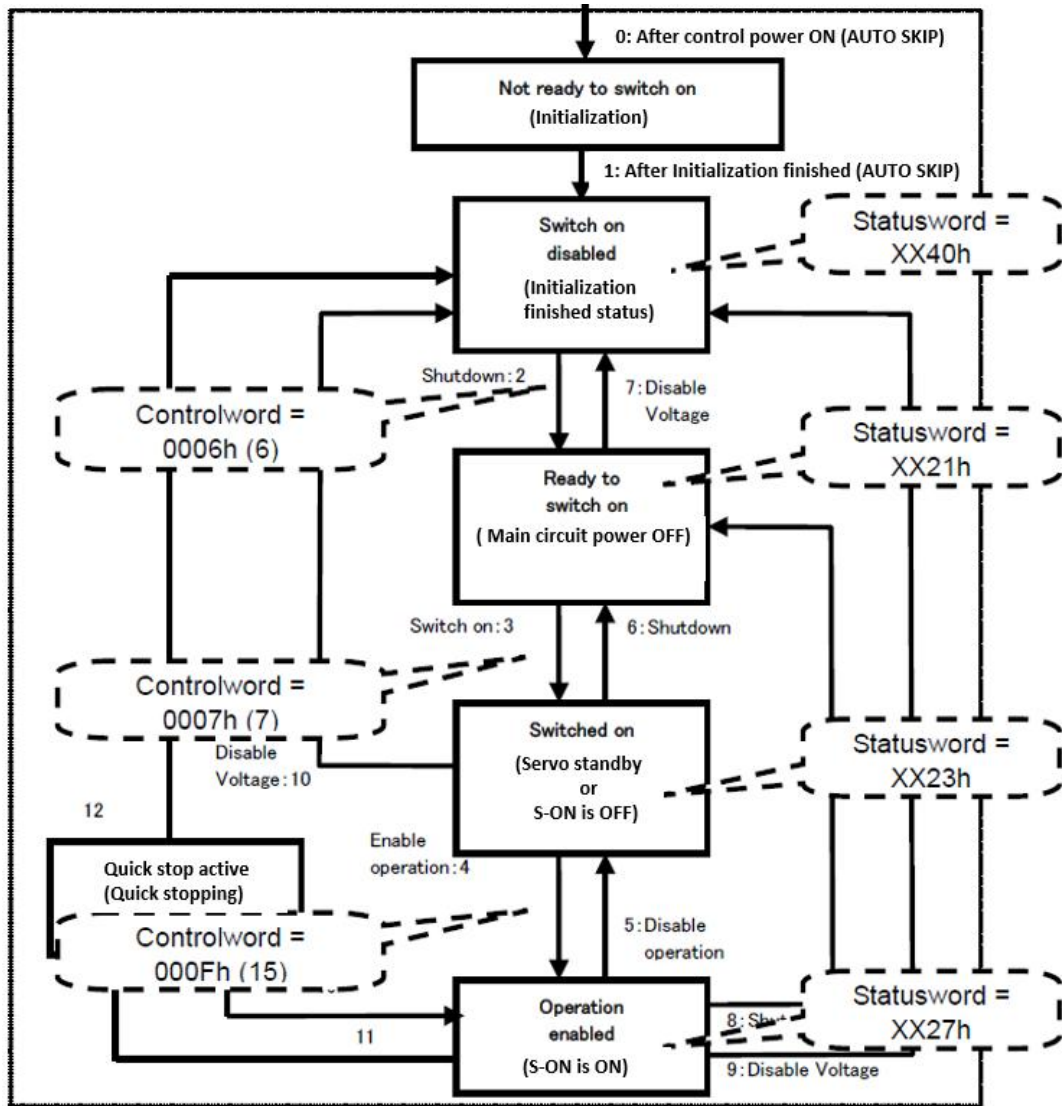 0: After control power ON (AUTO SKIP)
Not ready to switch on
(Initialization)
1: After Initialization finished (AUTO SKIP)
Switch on
disabled
(Initialization
finished status)
Statusword =
XX40h
Shutdown:2
7:Disable
Voltage
Controlword =
0006h (6)
Statusword =
XX21h
Ready to
switch on
( Main circuit power OFF)
Switch on:3
6:Shutdown
Controlword =
0007h (7)
Switched on
(Servo standby
or
S-ON is OFF)
Statusword =
XX23h
Disable
Voltage:10
12
Enable
operation:4
Quick stop active
(Quick stopping)
Controlword =
000Fh (15)
5:Disable
operation
11
Operation
enabled
(S-ON is ON)
8:
Statusword =
XX27h
9:Disable Voltage